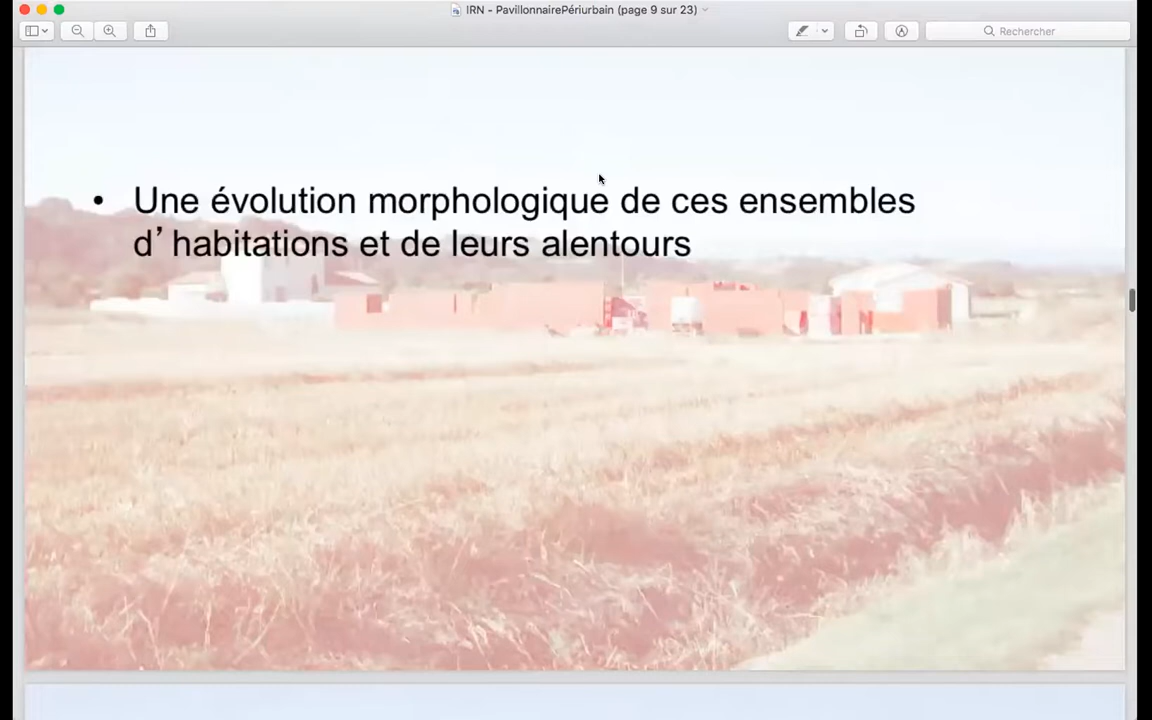 IRN - PavillonnairePériurbain (page 9 sur 23)
Rechercher
• Une évolution morphologique de ces ensembles
d’ habitations et de leurs alentours